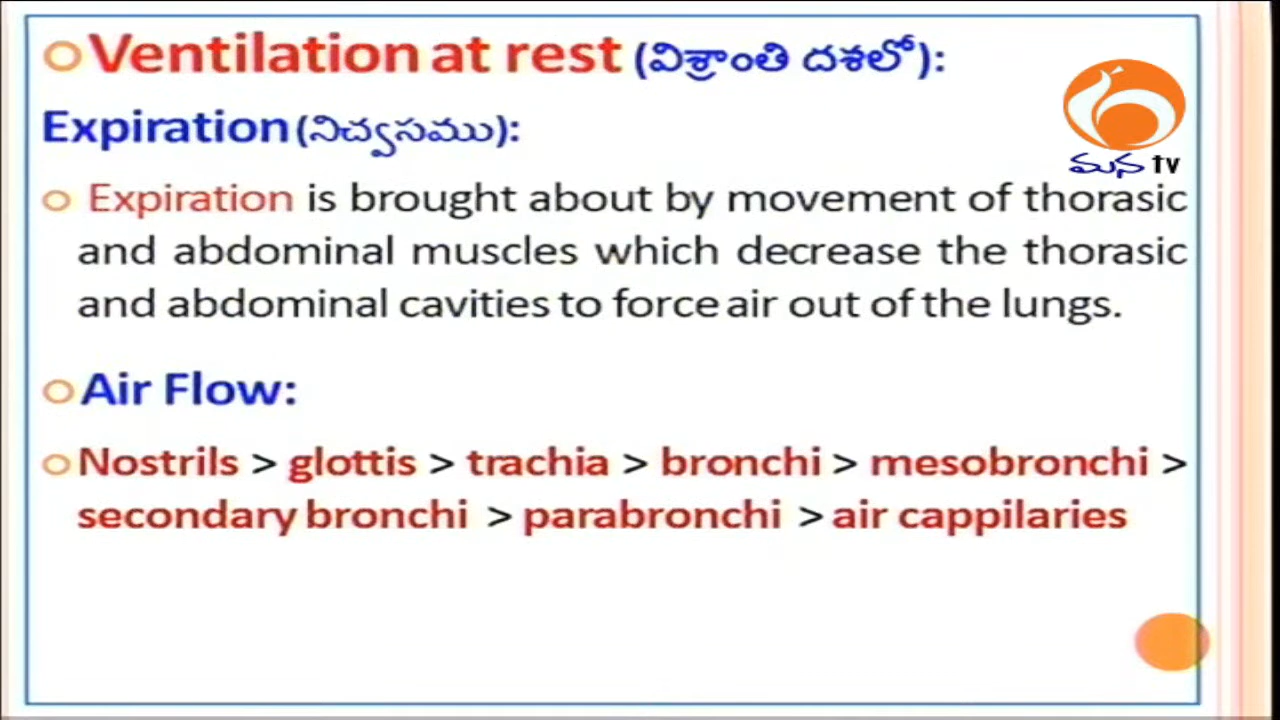 Ventilation at rest (విశ్రాంతి దశలో):
మన tv
Expiration (నిచ్వసము):
Expiration is brought about by movement of thorasic
and abdominal muscles which decrease the thorasic
and abdominal cavities to force air out of the lungs.
Air Flow:
Nostrils > glottis > trachia > bronchi > mesobronchi >
secondary bronchi > parabronchi > air cappilaries